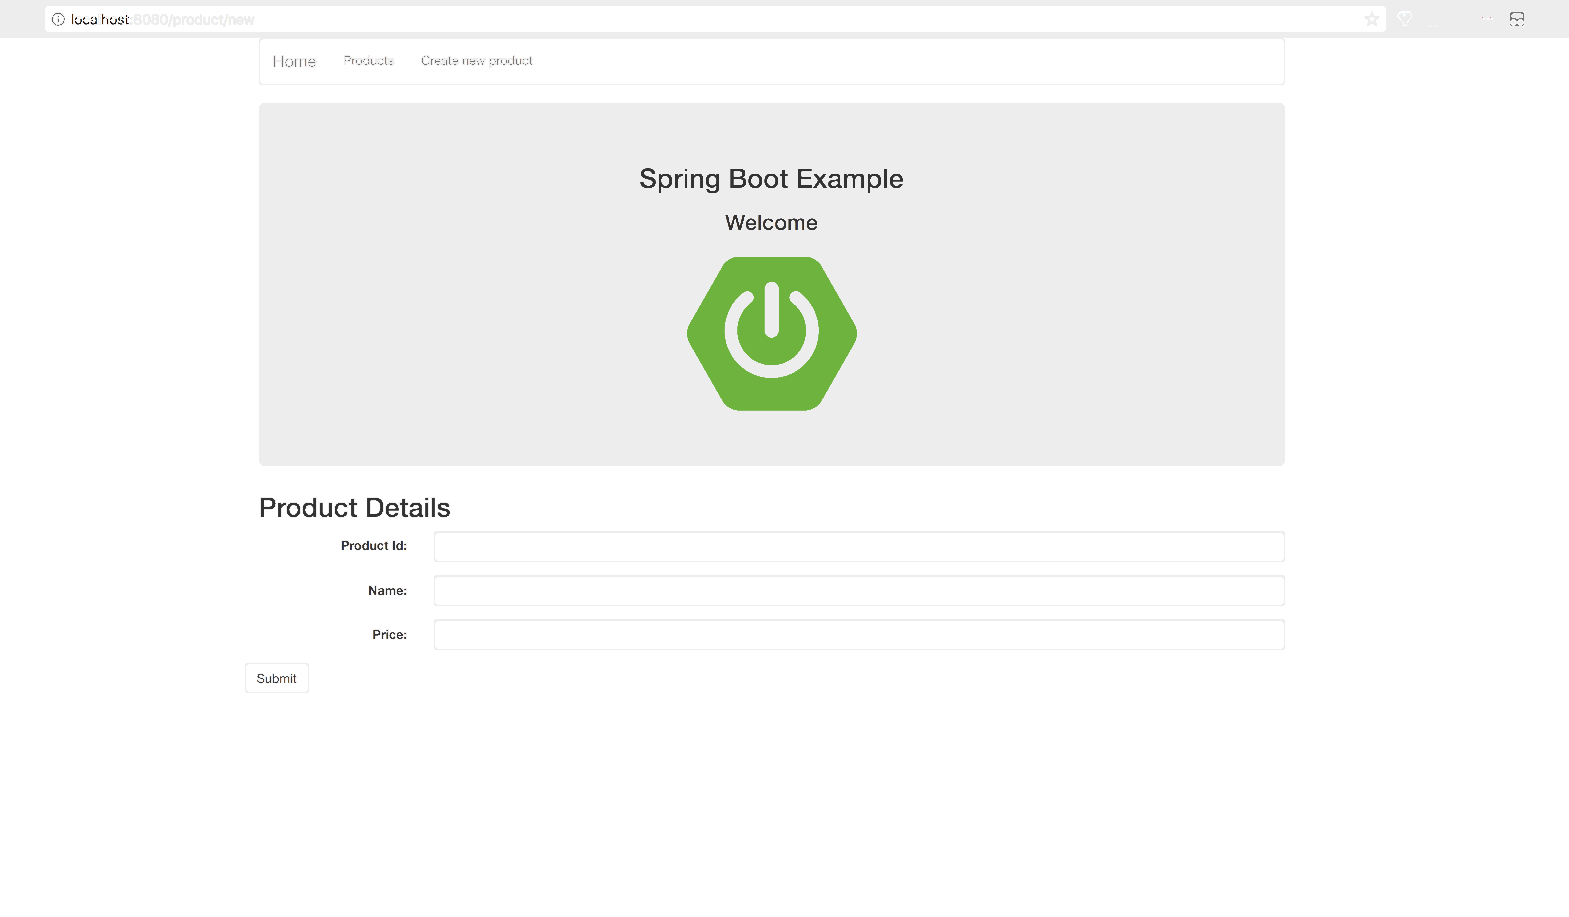 localhost:8080/product/new
Home Products Create new product
Spring Boot Example
Welcome
Product Details
Product Id:
Name:
Price:
Submit